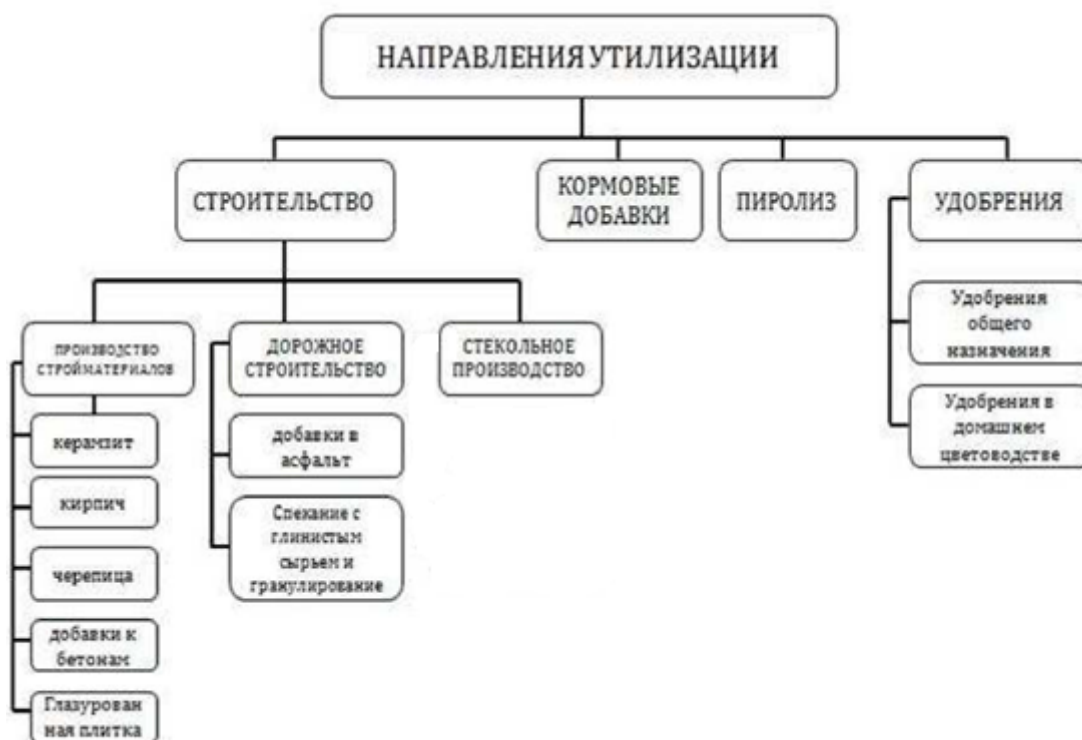 НАПРАВЛЕНИЯ УТИЛИЗАЦИИ
СТРОИТЕЛЬСТВО
КОРМОВЫЕ
ДОБАВКИ
ПИРОЛИЗ
УДОБРЕНИЯ
ПРОИЗВОДСТВО
СТРОЙМАТЕРИАЛОВ
керамзит
кирпич
черепица
добавки к
бетонам
Глазурован
ная плитка
ДОРОЖНОЕ
СТРОИТЕЛЬСТВО
добавки в
асфальт
Спекание с
глинистым
сырьем и
гранулирование
СТЕКОЛЬНОЕ
ПРОИЗВОДСТВО
Удобрения
общего
назначения
Удобрения в
домашнем
цветоводстве